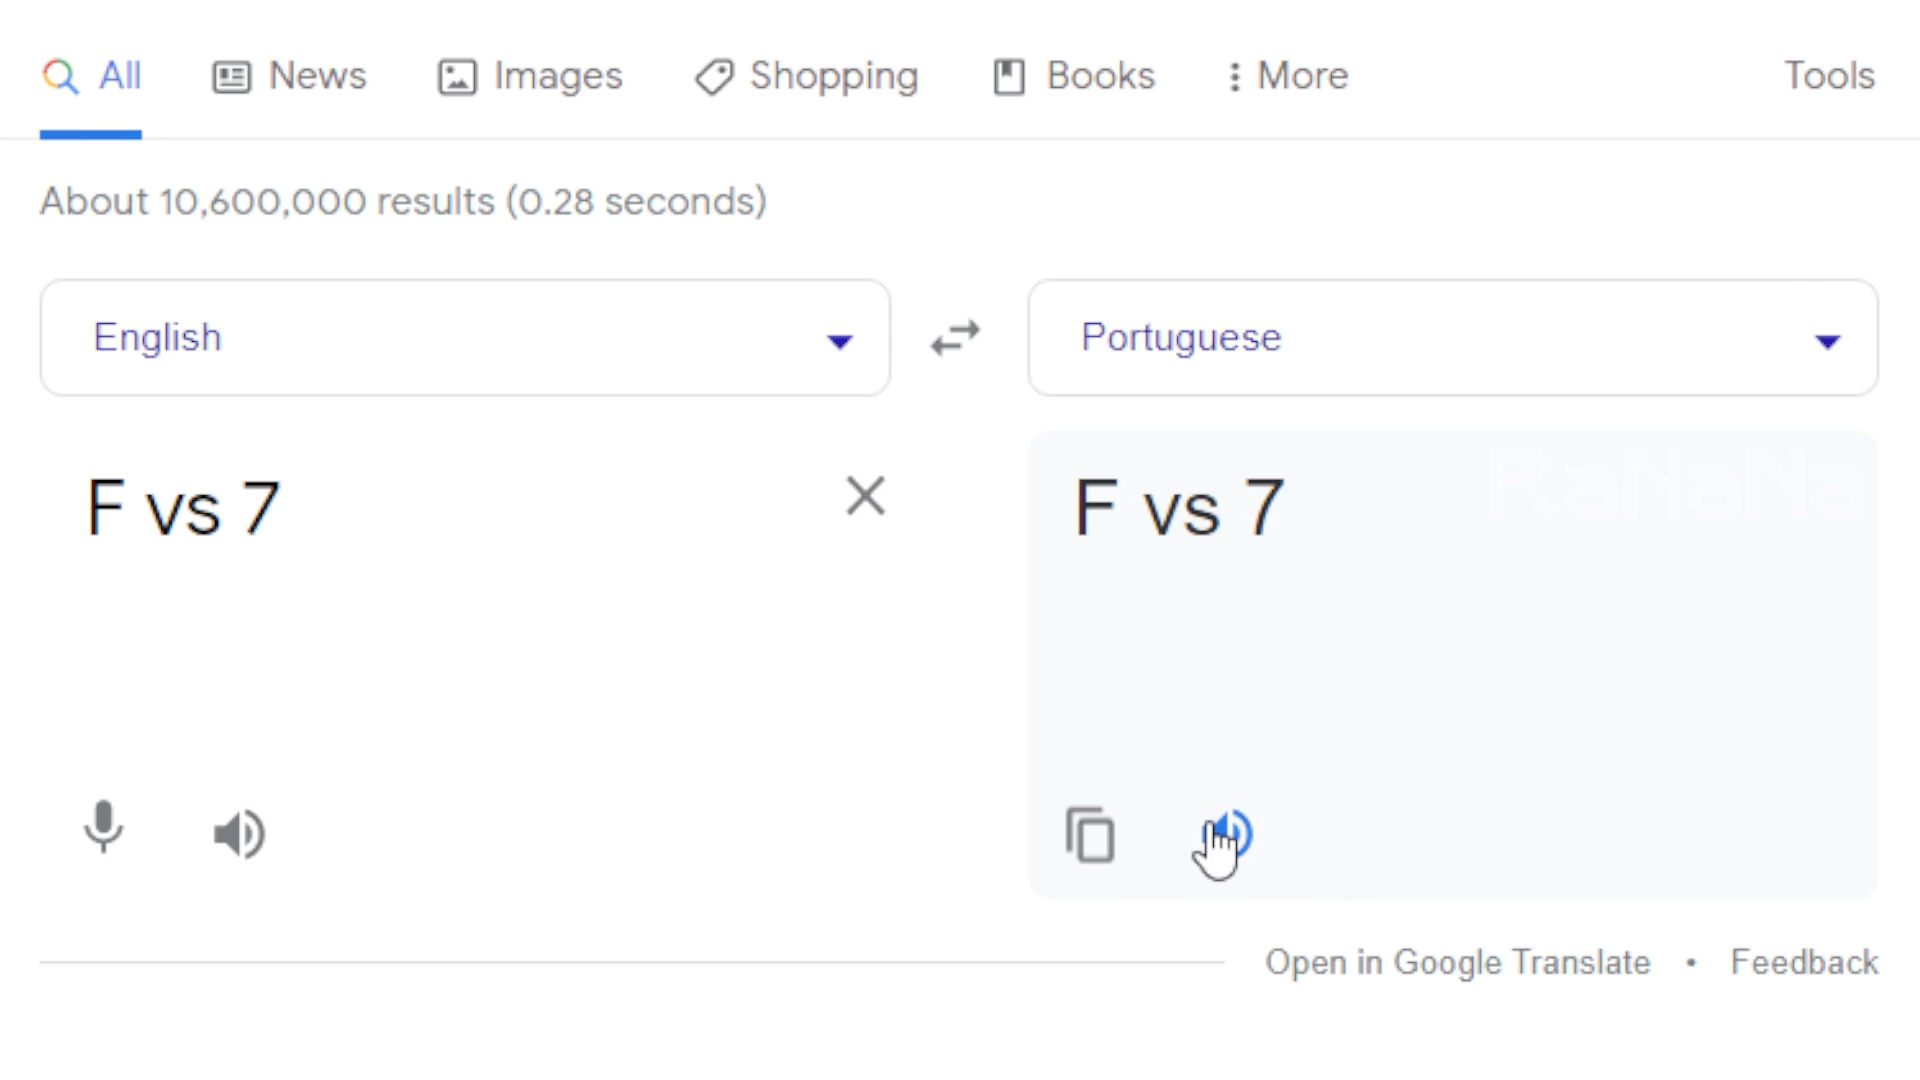 All News Images Shopping Books More Tools
About 10,600,000 results (0.28 seconds)
English Portuguese
F vs 7 F vs 7
RaNaNa
Open in Google Translate • Feedback